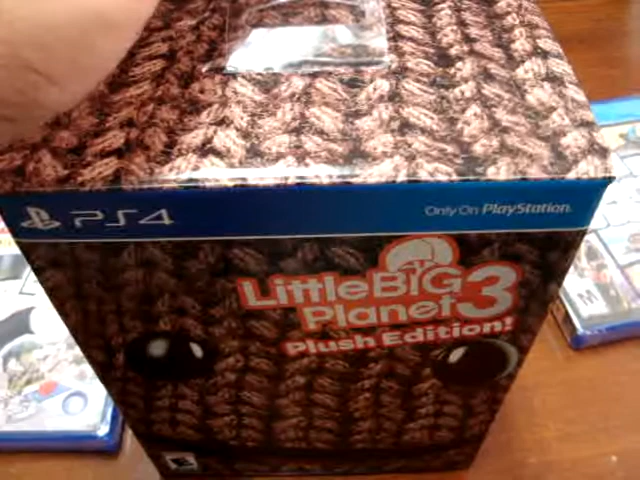 PS4
Only On PlayStation
LittleBIG
Planet 3
Plush Edition!
E
M